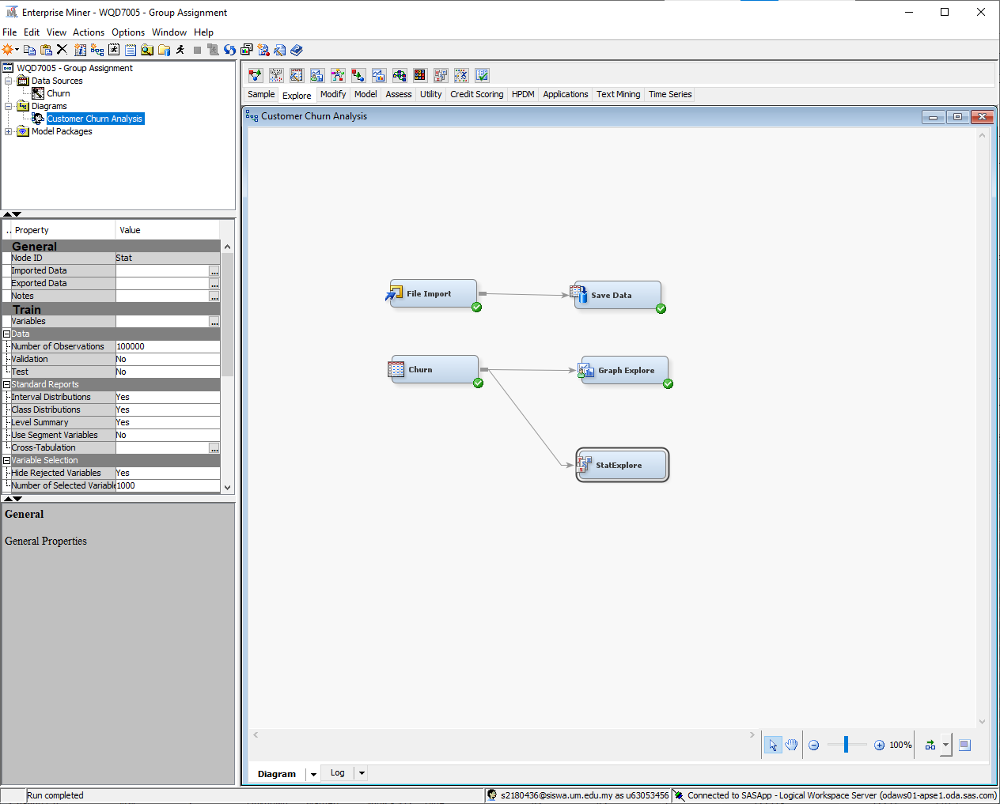 Enterprise Miner - WQD7005 - Group Assignment
File Edit View Actions Options Window Help
WQD7005 - Group Assignment
Data Sources
Churn
Diagrams
Customer Churn Analysis
Model Packages
Sample Explore Modify Model Assess Utility Credit Scoring HPDM Applications Text Mining Time Series
Customer Churn Analysis
.. Property Value
General
Node ID Stat
Imported Data ...
Exported Data ...
Notes ...
Train
Variables ...
Data
Number of Observations 100000
Validation No
Test No
Standard Reports
Interval Distributions Yes
Class Distributions Yes
Level Summary Yes
Use Segment Variables No
Cross-Tabulation ...
Variable Selection
Hide Rejected Variables Yes
Number of Selected Variable 1000
General
General Properties
File Import
Save Data
Churn
Graph Explore
StatExplore
100%
Diagram Log
Run completed
s2180436@siswa.um.edu.my as u63053456
Connected to SASApp - Logical Workspace Server (odaws01-apse1.oda.sas.com)